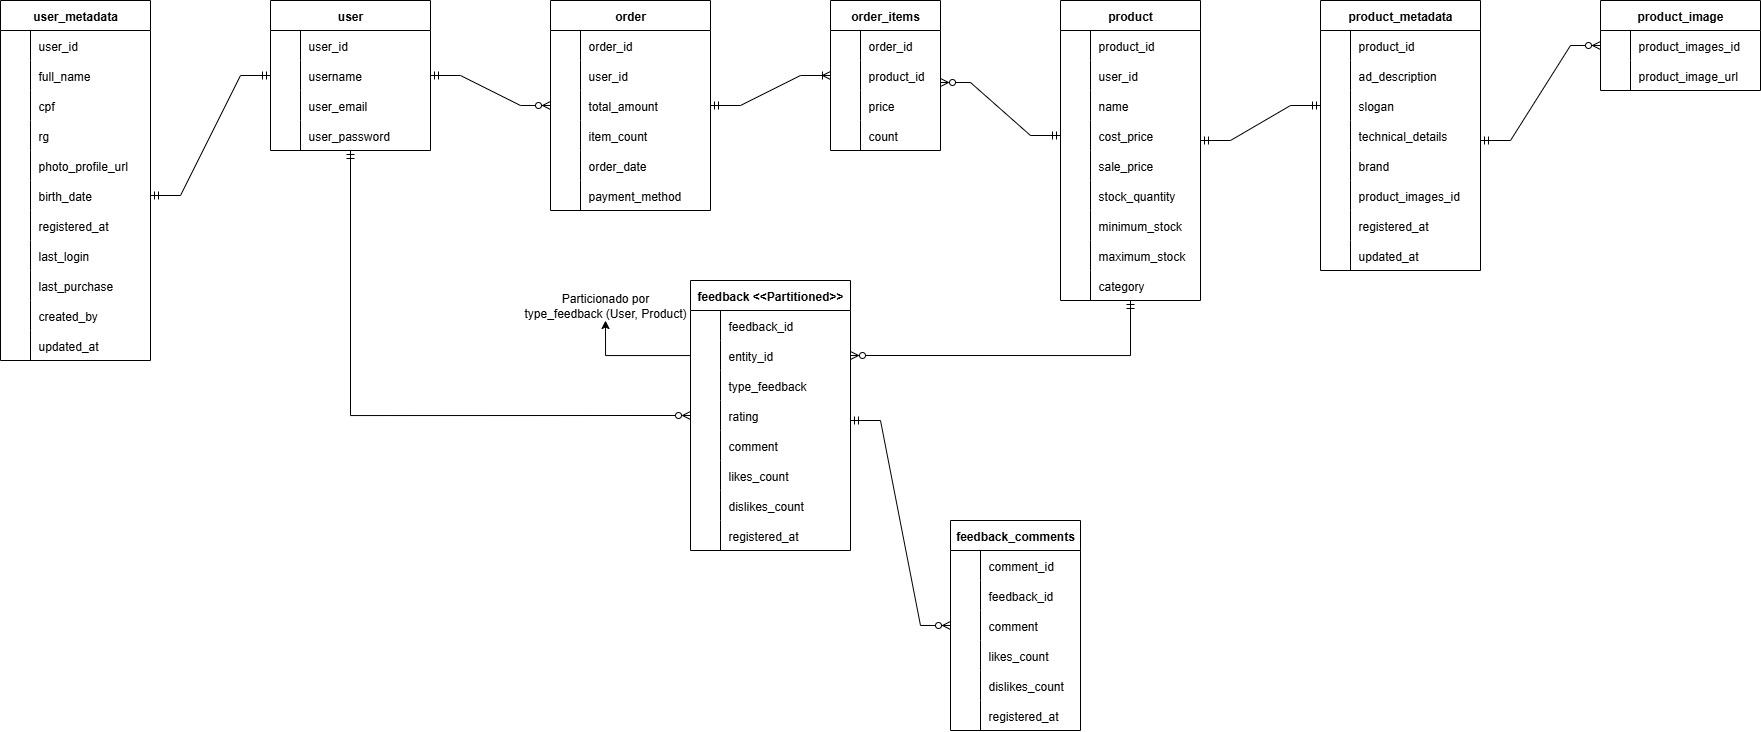 user_metadata
user_id
full_name
cpf
rg
photo_profile_url
birth_date
registered_at
last_login
last_purchase
created_by
updated_at
user
user_id
username
user_email
user_password
order
order_id
user_id
total_amount
item_count
order_date
payment_method
order_items
order_id
product_id
price
count
product
product_id
user_id
name
cost_price
sale_price
stock_quantity
minimum_stock
maximum_stock
category
product_metadata
product_id
ad_description
slogan
technical_details
brand
product_images_id
registered_at
updated_at
product_image
product_images_id
product_image_url
Particionado por
type_feedback (User, Product)
feedback <<Partitioned>>
feedback_id
entity_id
type_feedback
rating
comment
likes_count
dislikes_count
registered_at
feedback_comments
comment_id
feedback_id
comment
likes_count
dislikes_count
registered_at